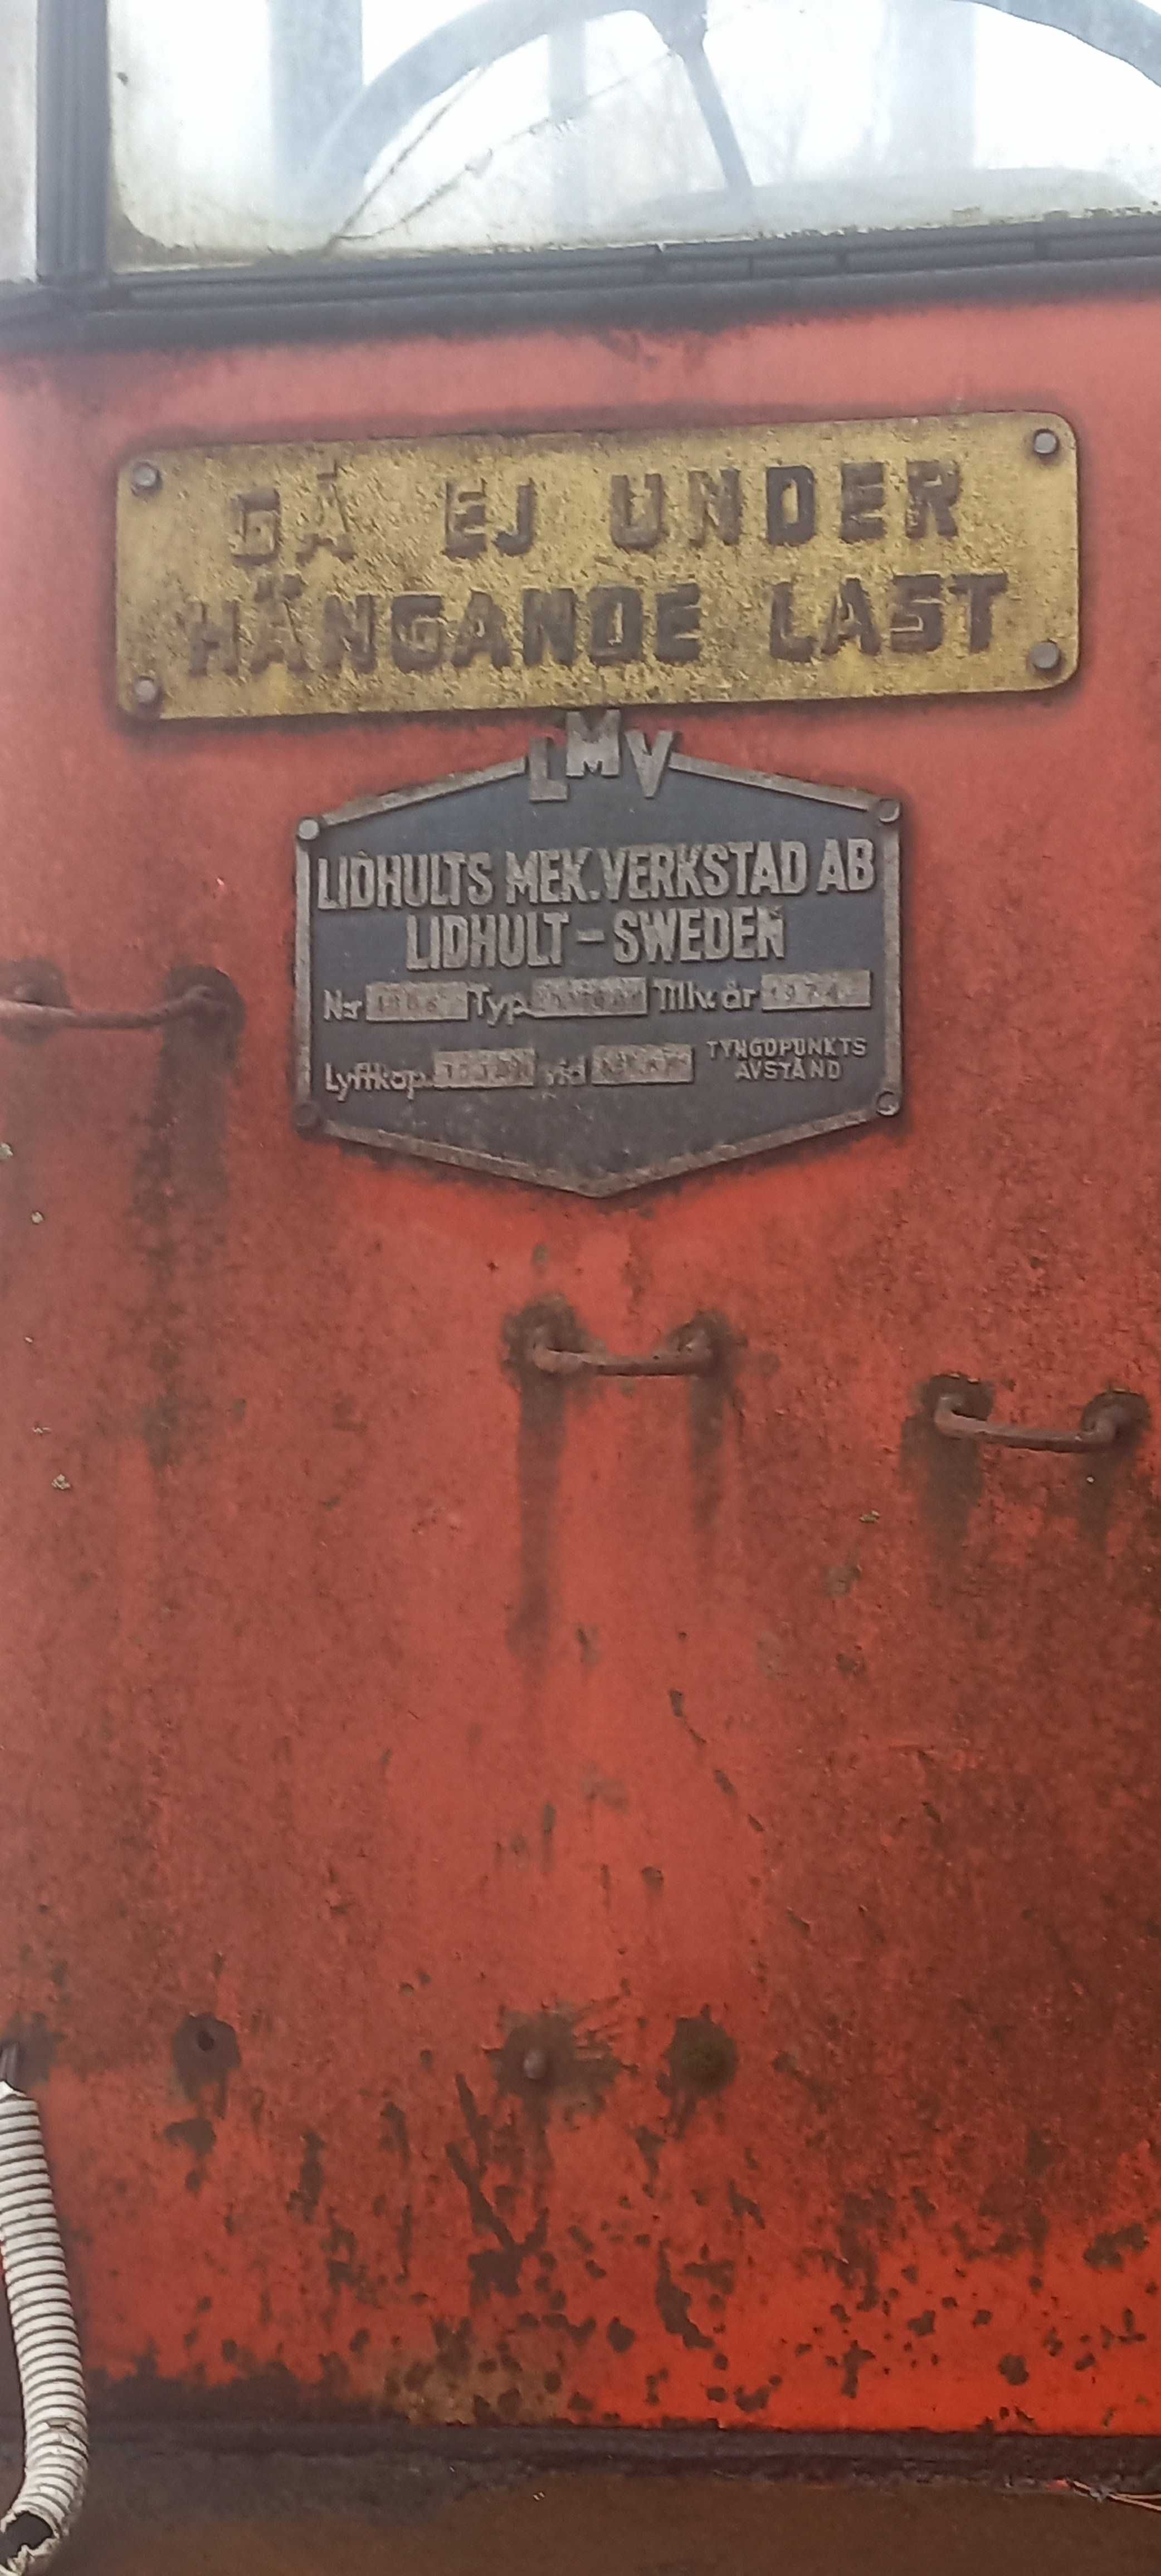 GÅ EJ UNDER
HÄNGANDE LAST
LMV
LIDHULTS MEK. VERKSTAD AB
LIDHULT – SWEDEN
Nr Typ Tillv. år 1974
Lyftkap. vid TYNGDPUNKTS
AVSTÅND